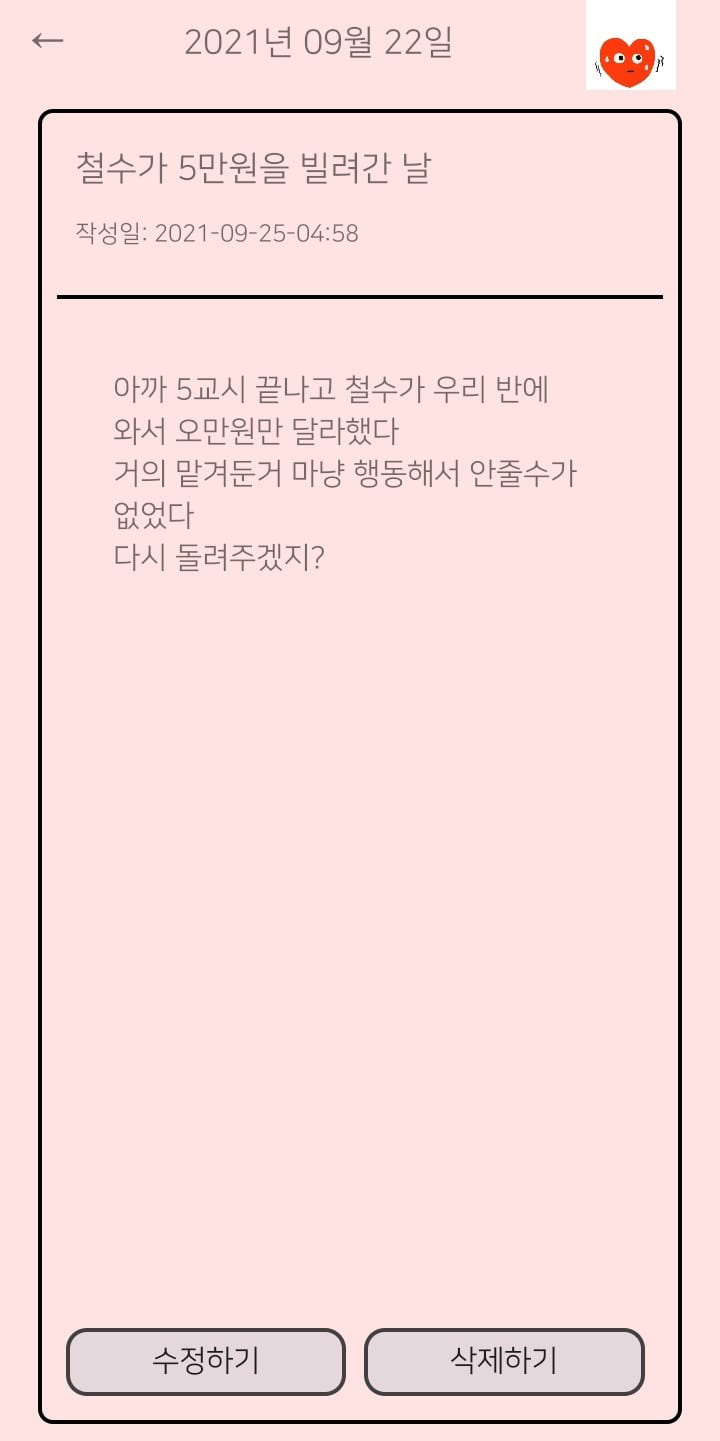 2021년 09월 22일
철수가 5만원을 빌려간 날
작성일: 2021-09-25-04:58
아까 5교시 끝나고 철수가 우리 반에
와서 오만원만 달라했다
거의 맡겨둔거 마냥 행동해서 안줄수가
없었다
다시 돌려주겠지?
수정하기
삭제하기